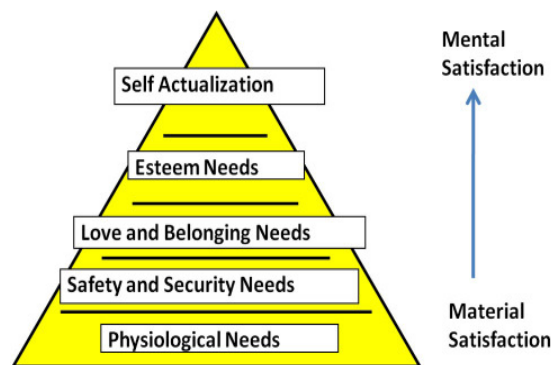 Self Actualization
Esteem Needs
Love and Belonging Needs
Safety and Security Needs
Physiological Needs
Mental
Satisfaction
Material
Satisfaction